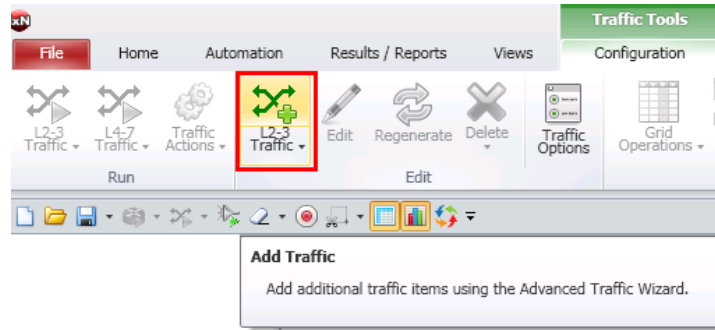 xN
Traffic Tools
File Home Automation Results / Reports Views Configuration
L2-3 Traffic
L4-7 Traffic
Traffic Actions
L2-3 Traffic
Edit
Regenerate
Delete
Traffic Options
Grid Operations
Run
Edit
Add Traffic
Add additional traffic items using the Advanced Traffic Wizard.